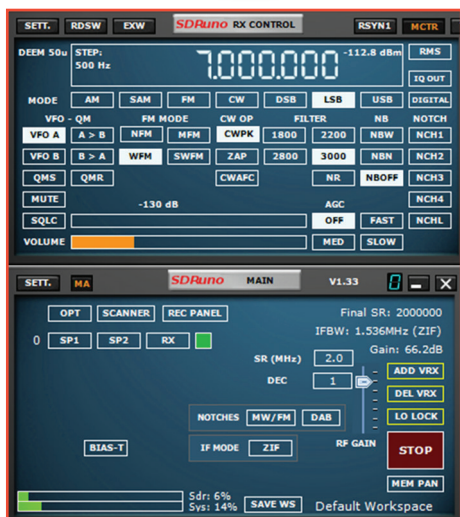 SETT. RDSW EXW SDRuno RX CONTROL RSYN1 MCTR
DEEM 50u STEP: 500 Hz 7.000.000 -112.8 dBm RMS
IQ OUT
MODE AM SAM FM CW DSB LSB USB DIGITAL
VFO - QM FM MODE CW OP FILTER NB NOTCH
VFO A A > B NFM MFM CWPK 1800 2200 NBW NCH1
VFO B B > A WFM SWFM ZAP 2800 3000 NBN NCH2
QMS QMR CWAFC NR NBOFF NCH3
MUTE -130 dB AGC NCH4
SQLC OFF FAST NCHL
VOLUME MED SLOW
SETT. MA SDRuno MAIN V1.33 0
OPT SCANNER REC PANEL Final SR: 2000000
IFBW: 1.536MHz (ZIF)
0 SP1 SP2 RX Gain: 66.2dB
SR (MHz) 2.0 ADD VRX
DEC 1 DEL VRX
NOTCHES MW/FM DAB LO LOCK
BIAS-T IF MODE ZIF RF GAIN STOP
MEM PAN
Sdr: 6%
Sys: 14% SAVE WS Default Workspace